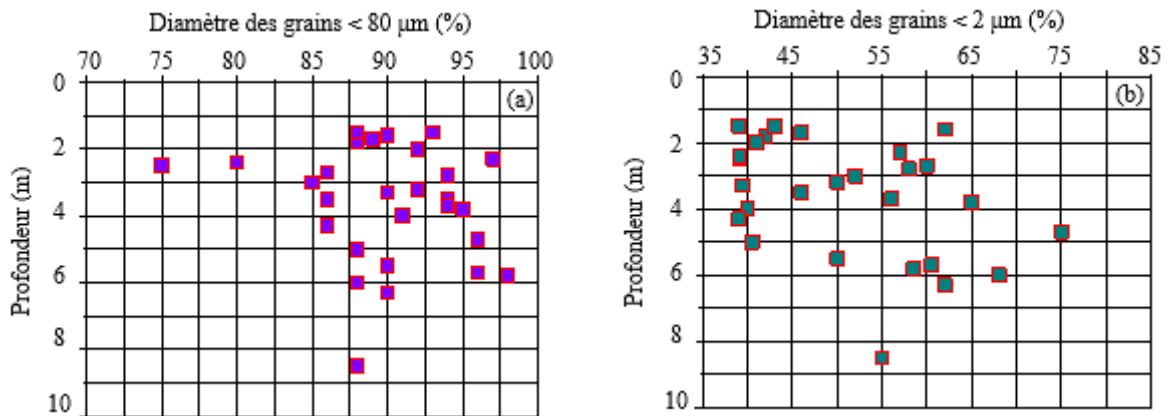 Diamètre des grains < 80 µm (%)
70 75 80 85 90 95 100
(a)
0
2
4
6
8
10
Profondeur (m)
Diamètre des grains < 2 µm (%)
35 45 55 65 75 85
(b)
0
2
4
6
8
10
Profondeur (m)